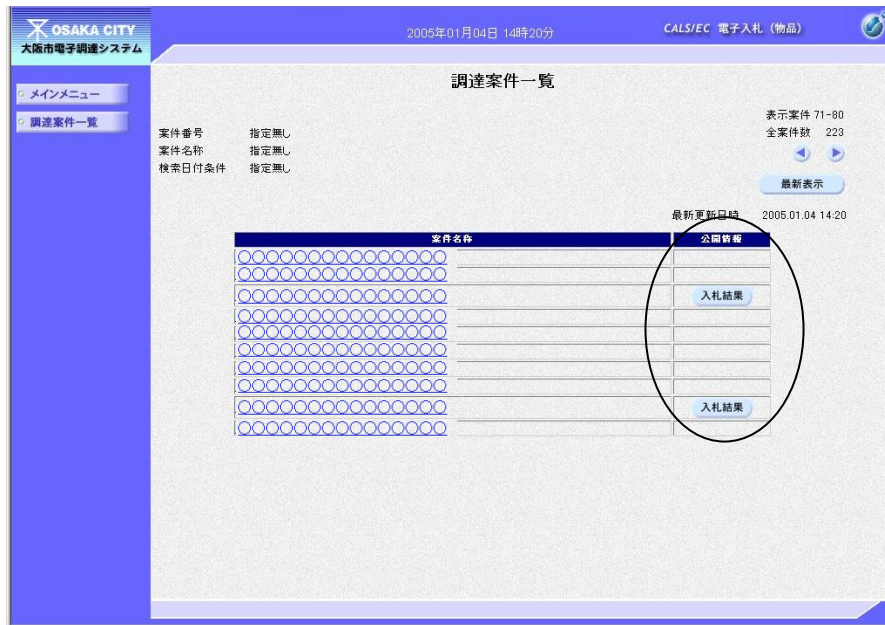 OSAKA CITY
大阪市電子調達システム
2005年01月04日 14時20分
CALS/EC 電子入札（物品）
メインメニュー
調達案件一覧
調達案件一覧
表示案件 71-80
全案件数 223
案件番号 指定無し
案件名称 指定無し
検索日付条件 指定無し
最新表示
最新更新日時 2005.01.04 14:20
案件名称 公開情報
○○○○○○○○○○○○○○○
○○○○○○○○○○○○○○○
○○○○○○○○○○○○○○○ 入札結果
○○○○○○○○○○○○○○○
○○○○○○○○○○○○○○○
○○○○○○○○○○○○○○○
○○○○○○○○○○○○○○○
○○○○○○○○○○○○○○○
○○○○○○○○○○○○○○○ 入札結果
○○○○○○○○○○○○○○○